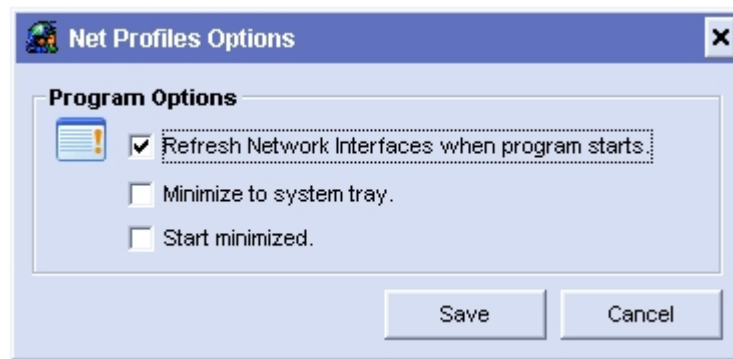 Net Profiles Options
Program Options
Refresh Network Interfaces when program starts.
Minimize to system tray.
Start minimized.
Save Cancel